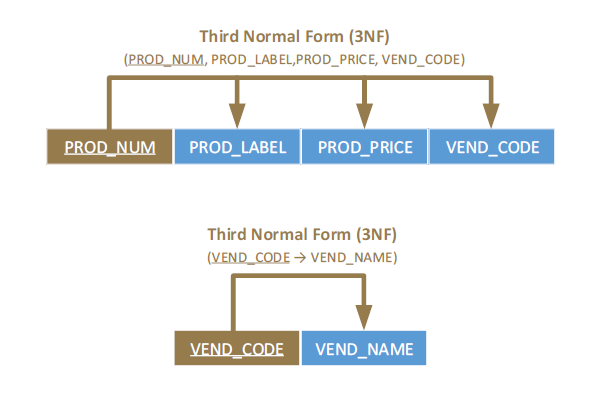 Third Normal Form (3NF)
(PROD_NUM, PROD_LABEL,PROD_PRICE, VEND_CODE)
PROD_NUM PROD_LABEL PROD_PRICE VEND_CODE
Third Normal Form (3NF)
(VEND_CODE → VEND_NAME)
VEND_CODE VEND_NAME